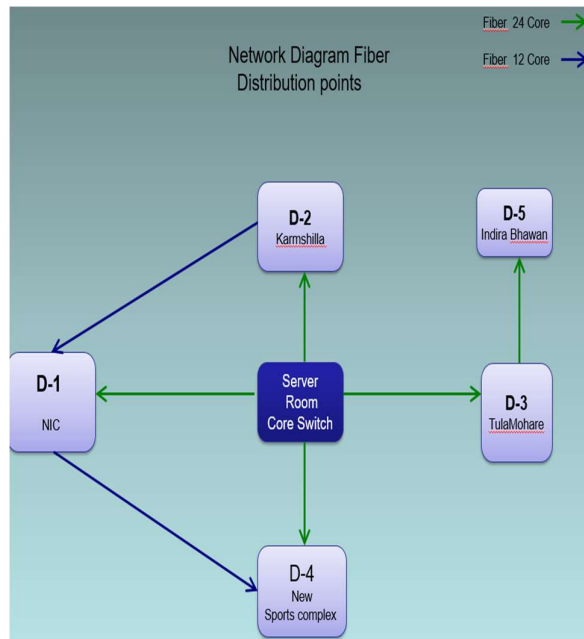 Fiber 24 Core
Network Diagram Fiber
Distribution points
Fiber 12 Core
D-2
Karmshilla
D-5
Indira Bhawan
D-1
NIC
Server
Room
Core Switch
D-3
TulaMohare
D-4
New
Sports complex